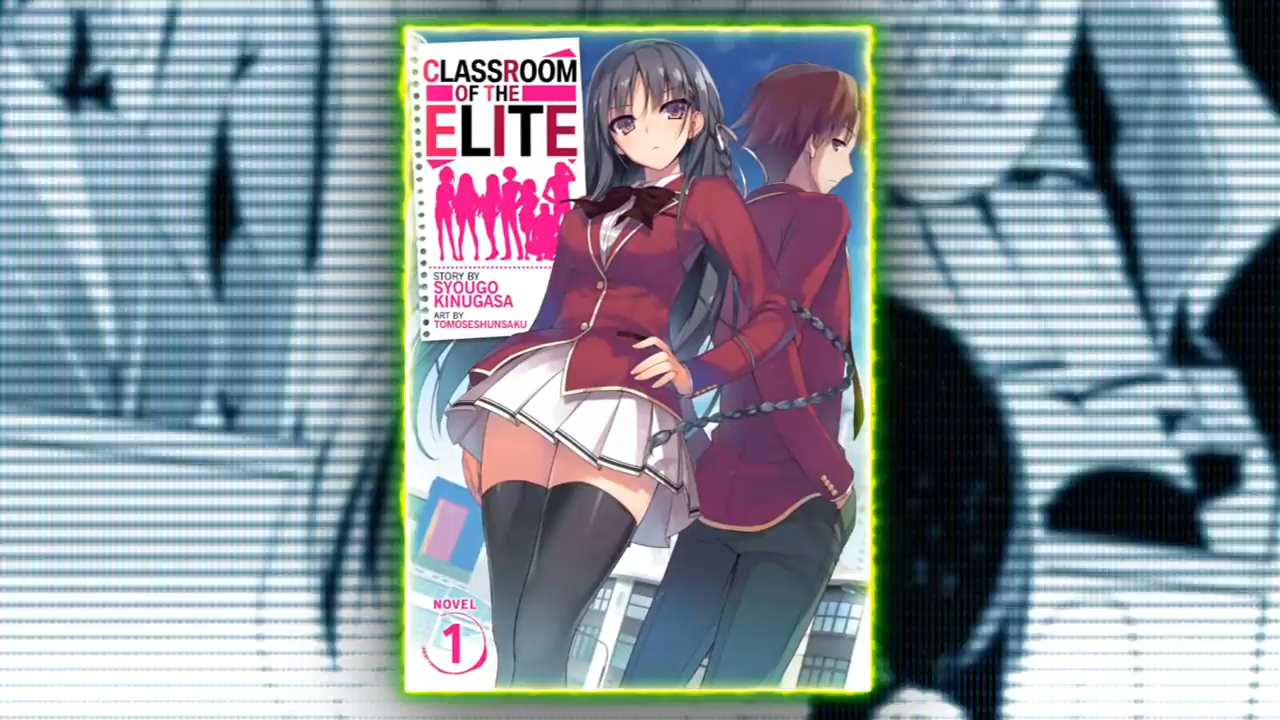 CLASSROOM
OF THE
ELITE
STORY BY
SYOUGO
KINUGASA
ART BY
TOMOSESHUNSAKU
NOVEL
1